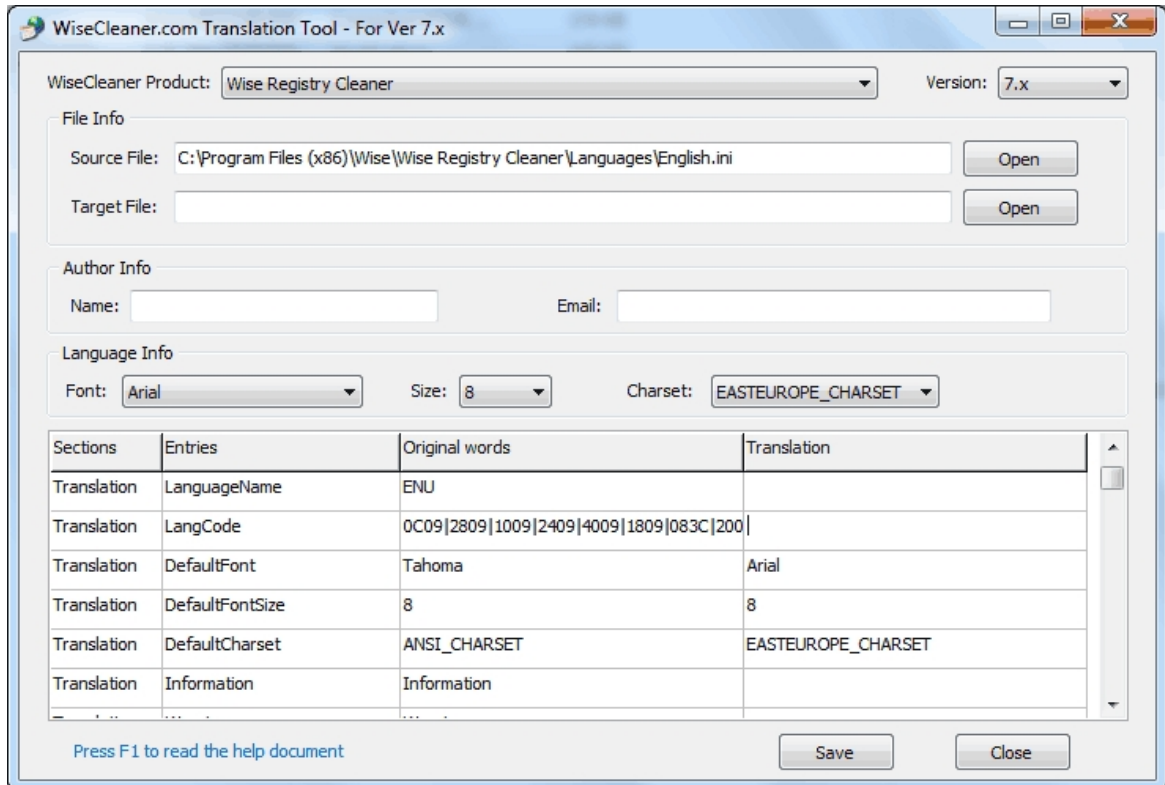 WiseCleaner.com Translation Tool - For Ver 7.x
WiseCleaner Product: Wise Registry Cleaner Version: 7.x
File Info
Source File: C:\Program Files (x86)\Wise\Wise Registry Cleaner\Languages\English.ini Open
Target File: Open
Author Info
Name: Email:
Language Info
Font: Arial Size: 8 Charset: EASTEUROPE_CHARSET
Sections Entries Original words Translation
Translation LanguageName ENU
Translation LangCode 0C09|2809|1009|2409|4009|1809|083C|200
Translation DefaultFont Tahoma Arial
Translation DefaultFontSize 8 8
Translation DefaultCharset ANSI_CHARSET EASTEUROPE_CHARSET
Translation Information Information
Press F1 to read the help document Save Close